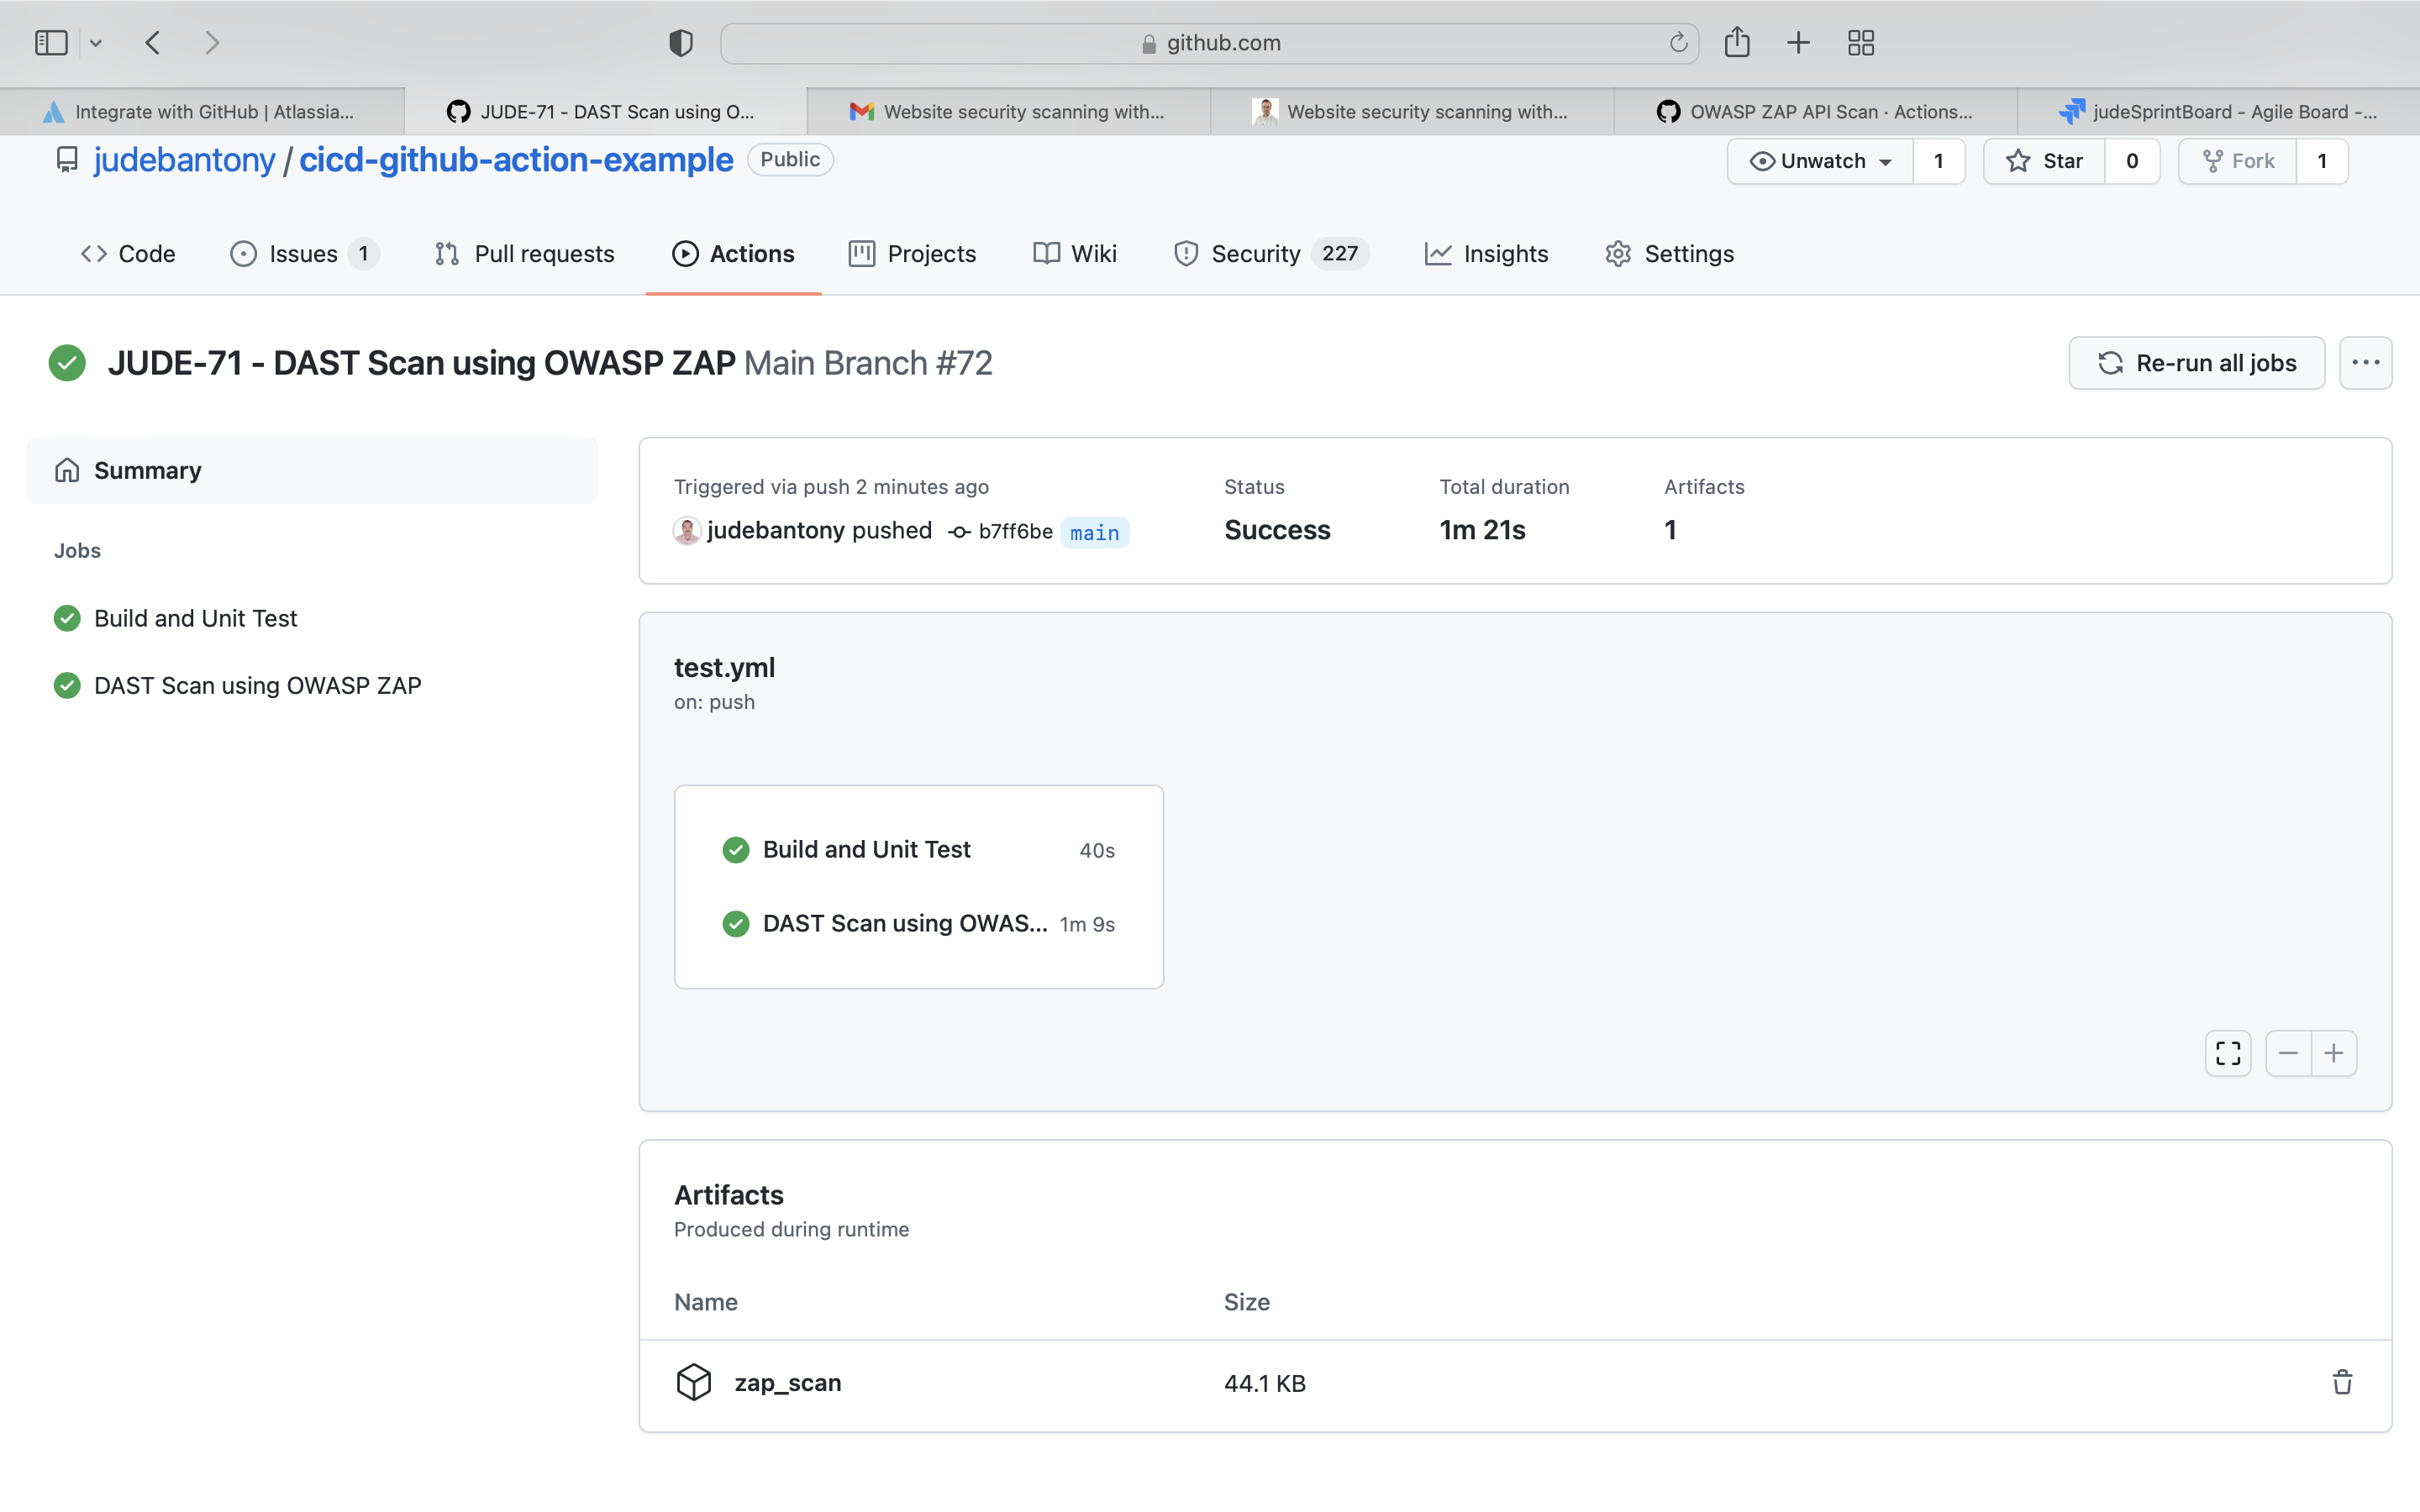 github.com
Integrate with GitHub | Atlassia...
JUDE-71 - DAST Scan using O...
Website security scanning with...
Website security scanning with...
OWASP ZAP API Scan · Actions...
judeSprintBoard - Agile Board -...
judebantony / cicd-github-action-example Public
Unwatch 1
Star 0
Fork 1
Code
Issues 1
Pull requests
Actions
Projects
Wiki
Security 227
Insights
Settings
JUDE-71 - DAST Scan using OWASP ZAP Main Branch #72
Re-run all jobs
Summary
Jobs
Build and Unit Test
DAST Scan using OWASP ZAP
Triggered via push 2 minutes ago
judebantony pushed b7ff6be main
Status
Success
Total duration
1m 21s
Artifacts
1
test.yml
on: push
Build and Unit Test 40s
DAST Scan using OWAS... 1m 9s
Artifacts
Produced during runtime
Name Size
zap_scan 44.1 KB